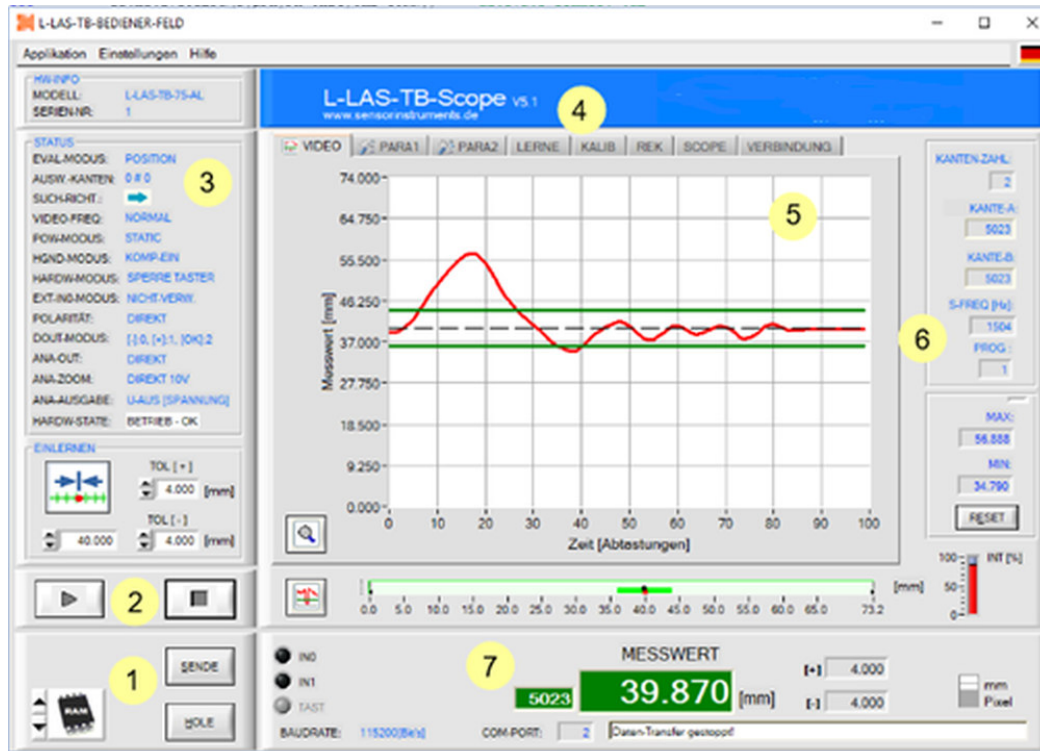 L-LAS-TB-BEDIENER-FELD
Applikation Einstellungen Hilfe
HW-INFO
MODELL: L-LAS-TB-75-AL
SERIEN-NR: 1
L-LAS-TB-Scope V5.1
www.sensorinstruments.de
4
STATUS
EVAL-MODUS: POSITION
AUSW.-KANTEN: 0 # 0
SUCH-RICHT.:
VIDEO-FREQ: NORMAL
POW-MODUS: STATIC
HGND-MODUS: KOMP-EIN
HARDW-MODUS: SPERRE TASTER
EXT-IN0-MODUS: NICHT-VERW.
POLARITÄT: DIREKT
DOUT-MODUS: [-]:0, [+]:1, [OK]:2
ANA-OUT: DIREKT
ANA-ZOOM: DIREKT 10V
ANA-AUSGABE: U-AUS [SPANNUNG]
HARDW-STATE: BETRIEB - OK
3
EINLERNEN
TOL [+]
4.000 [mm]
TOL [-]
40.000 4.000 [mm]
2
1
SENDE
RAM
HOLE
VIDEO PARA1 PARA2 LERNE KALIB REK SCOPE VERBINDUNG
5
Messwert [mm]
74.000
64.750
55.500
46.250
37.000
27.750
18.500
9.250
0.000
0 10 20 30 40 50 60 70 80 90 100
Zeit [Abtastungen]
KANTEN-ZAHL:
2
KANTE-A:
5023
KANTE-B:
5023
S-FREQ [Hz]:
1504
6
PROG.:
1
MAX:
56.888
MIN:
34.790
RESET
100 INT [%]
50
0
[mm]
0.0 5.0 10.0 15.0 20.0 25.0 30.0 35.0 40.0 45.0 50.0 55.0 60.0 65.0 73.2
IN0
IN1
TAST
7
MESSWERT
5023 39.870 [mm]
[+] 4.000
[-] 4.000
mm
Pixel
BAUDRATE: 115200[Bit/s] COM-PORT: 2 Daten-Transfer gestoppt!